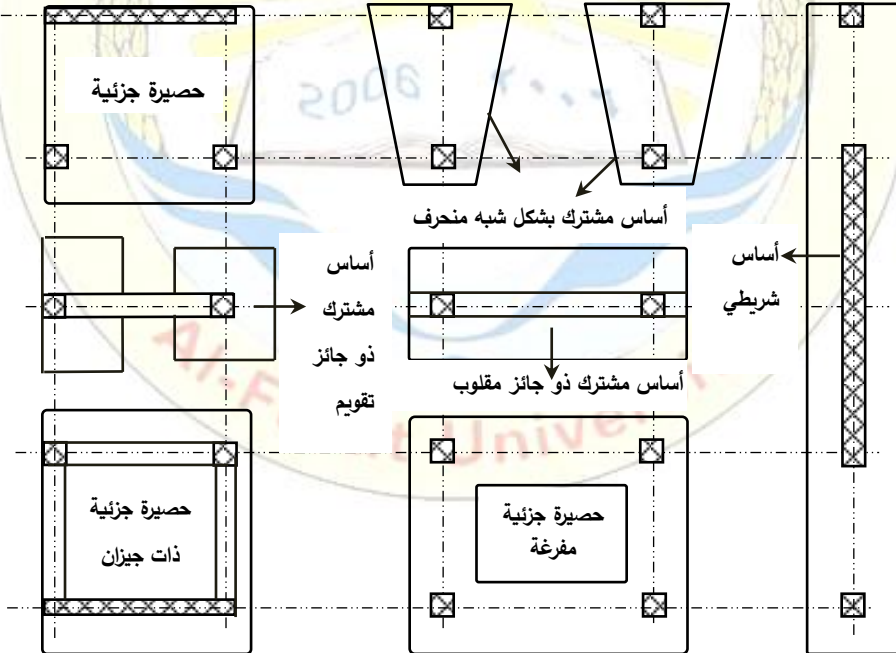 حصيرة جزئية
2005
أساس مشترك بشكل شبه منحرف
أساس
مشترك
ذو جائز
تقويم
أساس
شريطي
أساس مشترك ذو جائز مقلوب
حصيرة جزئية
ذات جيزان
حصيرة جزئية
مفرغة